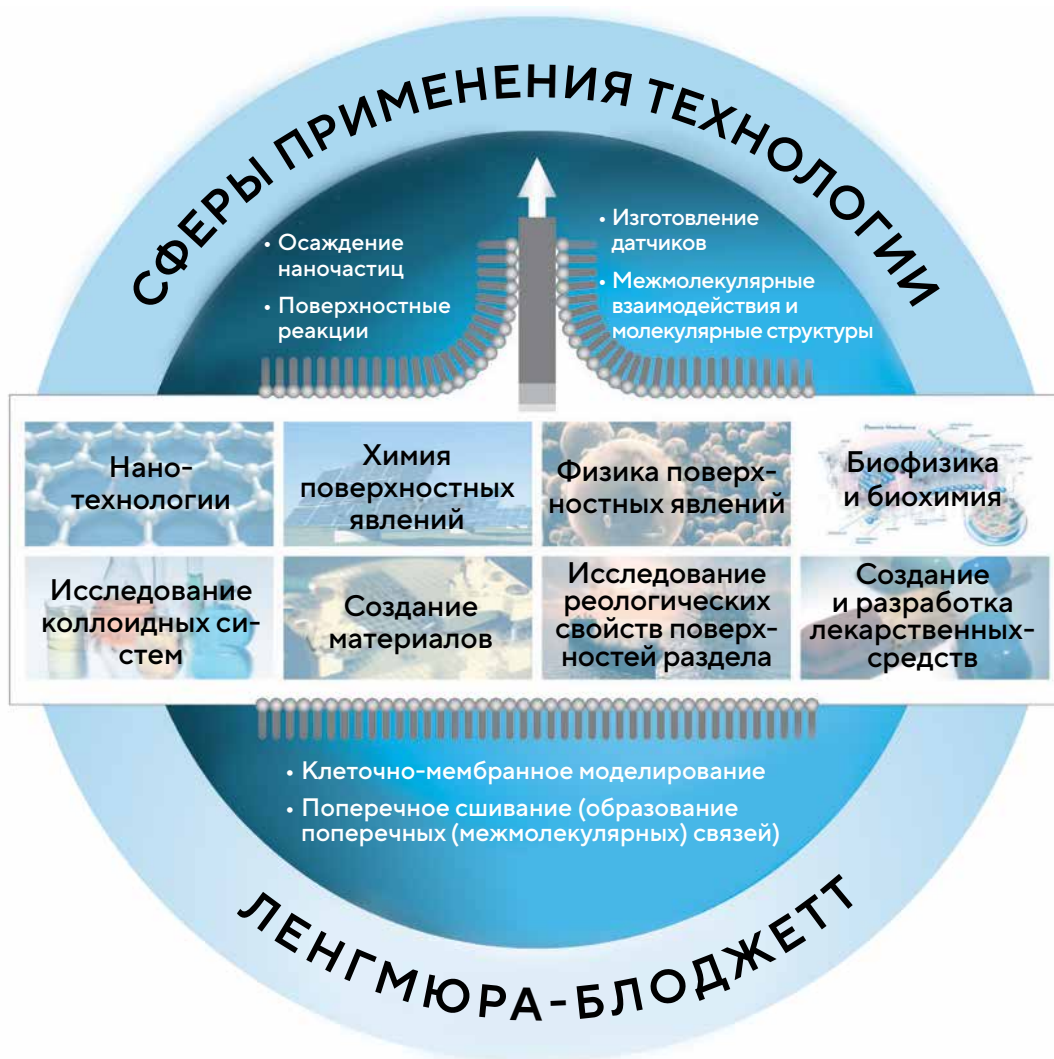 СФЕРЫ ПРИМЕНЕНИЯ ТЕХНОЛОГИИ
• Осаждение
наночастиц
• Поверхностные
реакции
• Изготовление
датчиков
• Межмолекулярные
взаимодействия и
молекулярные структуры
Нано-
технологии
Химия
поверхностных
явлений
Физика поверх-
ностных явлений
Биофизика
и биохимия
Исследование
коллоидных си-
стем
Создание
материалов
Исследование
реологических
свойств поверх-
ностей раздела
Создание
и разработка
лекарственных-
средств
• Клеточно-мембранное моделирование
• Поперечное сшивание (образование
поперечных (межмолекулярных) связей)
ЛЕНГМЮРА-БЛОДЖЕТТ